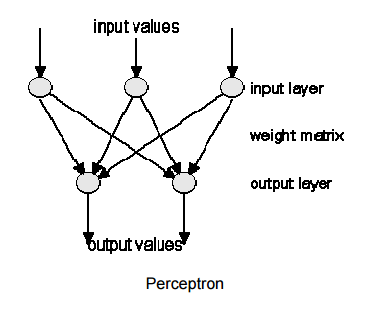 input values
input layer
weight matrix
output layer
output values
Perceptron